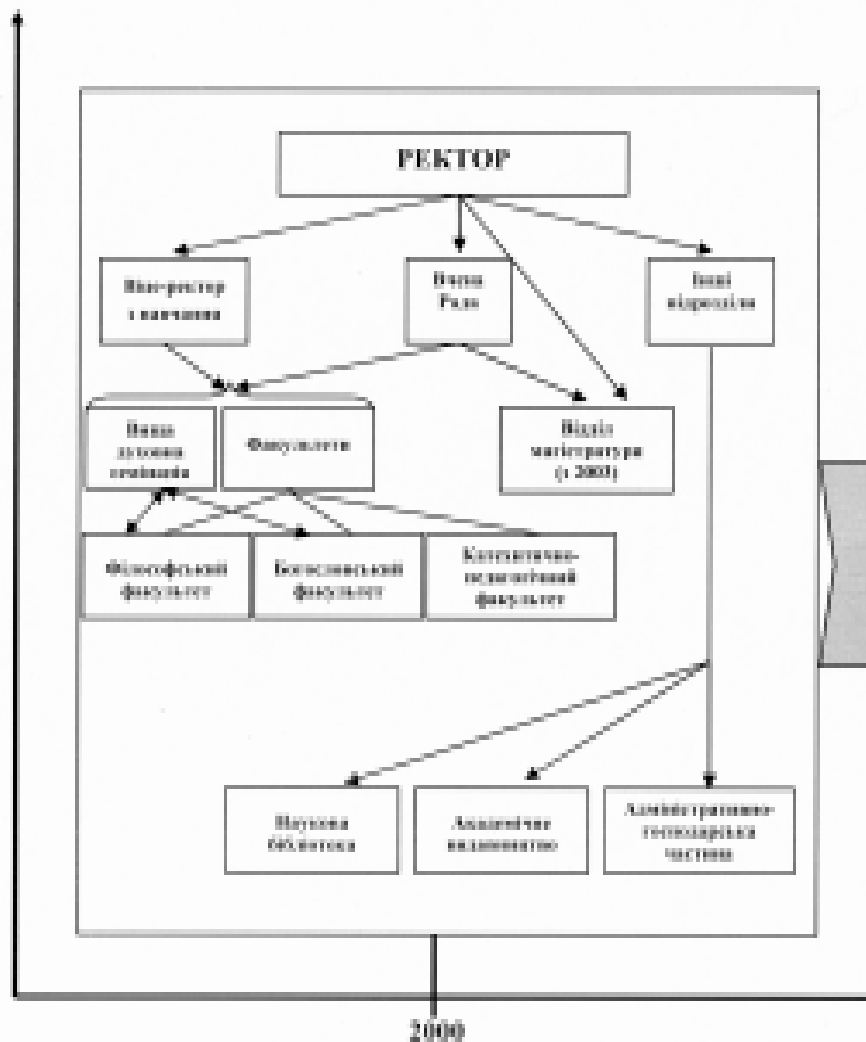 РЕКТОР
Віце-ректор
з навчання
Вчена
Рада
Інші
підрозділи
Вища
духовна
семінарія
Факультети
Відділ
магістратури
(з 2003)
Філософський
факультет
Богословський
факультет
Катехитично-
педагогічний
факультет
Наукова
бібліотека
Академічне
видавництво
Адміністративно-
господарська
частина
2000